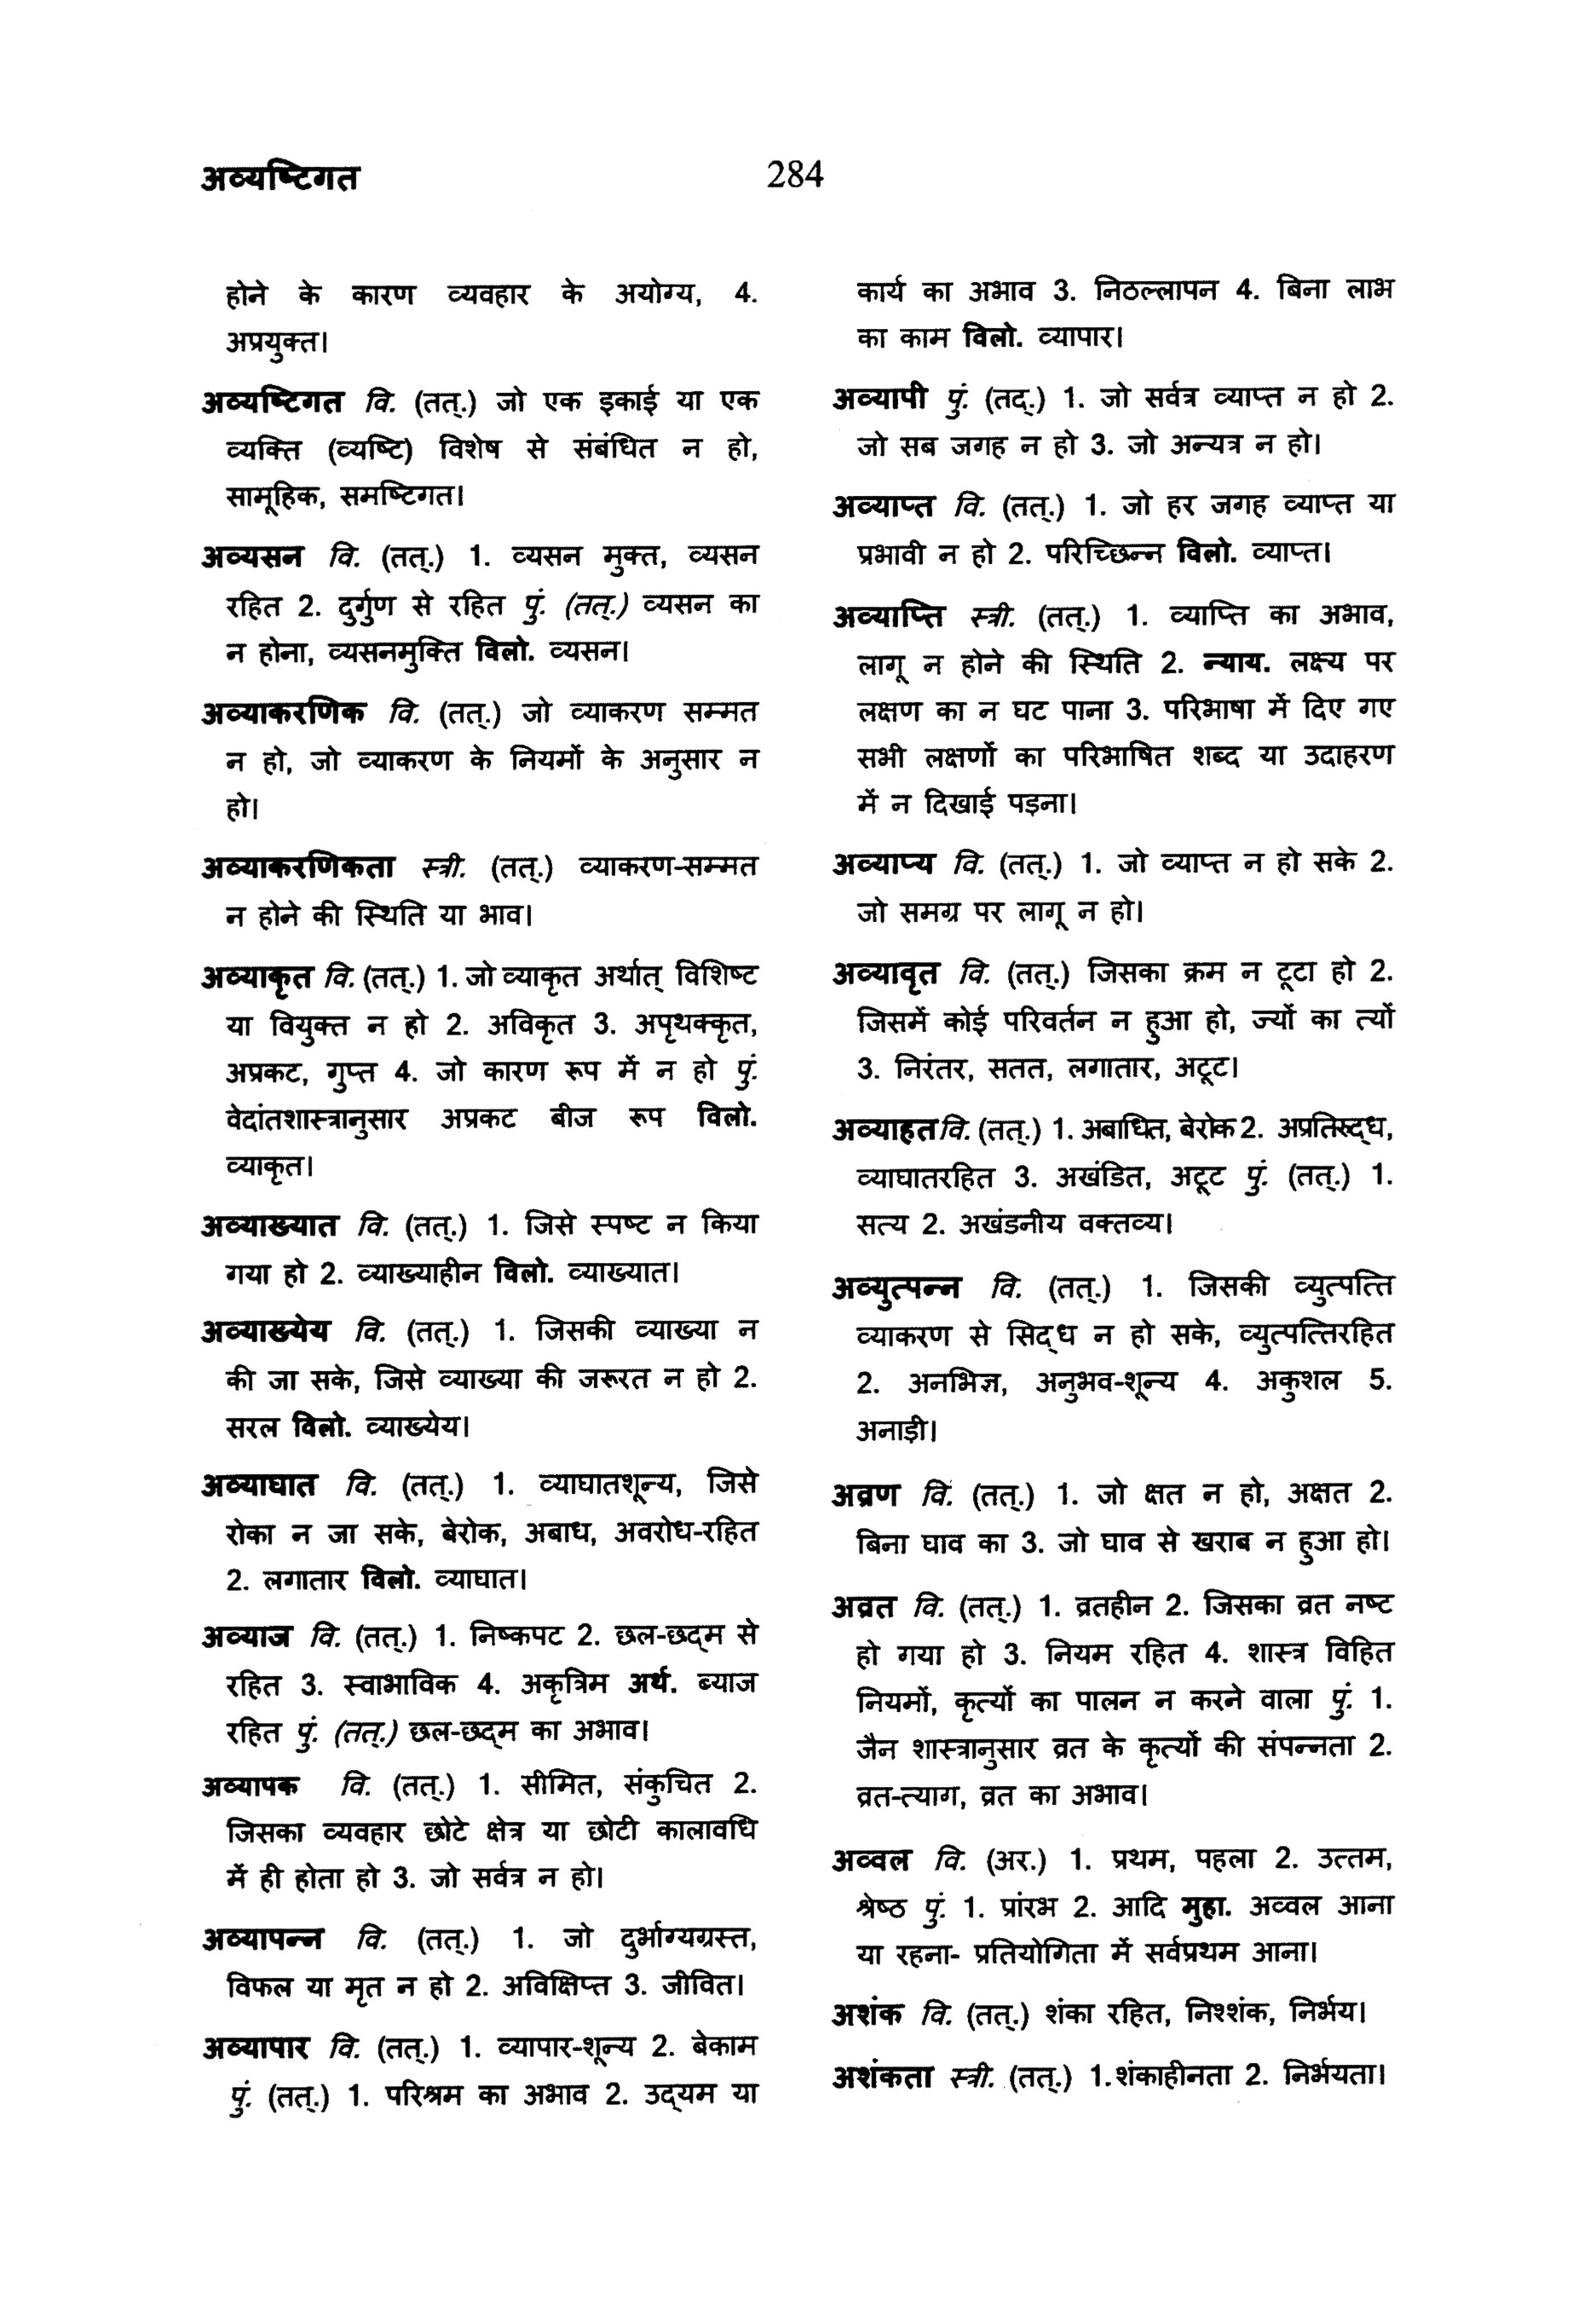 अव्यष्टिगत
284
होने के कारण व्यवहार के अयोग्य, 4.
अप्रयुक्त।
अव्यष्टिगत वि. (तत्.) जो एक इकाई या एक
व्यक्ति (व्यष्टि) विशेष से संबंधित न हो,
सामूहिक, समष्टिगत।
अव्यसन वि. (तत्.) 1. व्यसन मुक्त, व्यसन
रहित 2. दुर्गुण से रहित पुं. (तत्.) व्यसन का
न होना, व्यसनमुक्ति विलो. व्यसन।
अव्याकरणिक वि. (तत्.) जो व्याकरण सम्मत
न हो, जो व्याकरण के नियमों के अनुसार न
हो।
अव्याकरणिकता स्त्री. (तत्.) व्याकरण-सम्मत
न होने की स्थिति या भाव।
अव्याकृत वि. (तत्.) 1. जो व्याकृत अर्थात् विशिष्ट
या वियुक्त न हो 2. अविकृत 3. अपृथक्कृत,
अप्रकट, गुप्त 4. जो कारण रूप में न हो पुं.
वेदांतशास्त्रानुसार अप्रकट बीज रूप विलो.
व्याकृत।
अव्याख्यात वि. (तत्.) 1. जिसे स्पष्ट न किया
गया हो 2. व्याख्याहीन विलो. व्याख्यात।
अव्याख्येय वि. (तत्.) 1. जिसकी व्याख्या न
की जा सके, जिसे व्याख्या की जरूरत न हो 2.
सरल विलो. व्याख्येय।
अव्याघात वि. (तत्.) 1. व्याघातशून्य, जिसे
रोका न जा सके, बेरोक, अबाध, अवरोध-रहित
2. लगातार विलो. व्याघात।
अव्याज वि. (तत्.) 1. निष्कपट 2. छल-छद्‍म से
रहित 3. स्वाभाविक 4. अकृत्रिम अर्थ. ब्याज
रहित पुं. (तत्.) छल-छद्‍म का अभाव।
अव्यापक वि. (तत्.) 1. सीमित, संकुचित 2.
जिसका व्यवहार छोटे क्षेत्र या छोटी कालावधि
में ही होता हो 3. जो सर्वत्र न हो।
अव्यापन्न वि. (तत्.) 1. जो दुर्भाग्यग्रस्त,
विफल या मृत न हो 2. अविक्षिप्त 3. जीवित।
अव्यापार वि. (तत्.) 1. व्यापार-शून्य 2. बेकाम
पुं. (तत्.) 1. परिश्रम का अभाव 2. उद्‍यम या
कार्य का अभाव 3. निठल्लापन 4. बिना लाभ
का काम विलो. व्यापार।
अव्यापी पुं. (तद्.) 1. जो सर्वत्र व्याप्त न हो 2.
जो सब जगह न हो 3. जो अन्यत्र न हो।
अव्याप्त वि. (तत्.) 1. जो हर जगह व्याप्त या
प्रभावी न हो 2. परिच्छिन्न विलो. व्याप्त।
अव्याप्ति स्त्री. (तत्.) 1. व्याप्ति का अभाव,
लागू न होने की स्थिति 2. न्याय. लक्ष्य पर
लक्षण का न घट पाना 3. परिभाषा में दिए गए
सभी लक्षणों का परिभाषित शब्द या उदाहरण
में न दिखाई पड़ना।
अव्याप्य वि. (तत्.) 1. जो व्याप्त न हो सके 2.
जो समग्र पर लागू न हो।
अव्यावृत वि. (तत्.) जिसका क्रम न टूटा हो 2.
जिसमें कोई परिवर्तन न हुआ हो, ज्यों का त्यों
3. निरंतर, सतत, लगातार, अटूट।
अव्याहत वि. (तत्.) 1. अबाधित, बेरोक 2. अप्रतिरुद्‍ध,
व्याघातरहित 3. अखंडित, अटूट पुं. (तत्.) 1.
सत्य 2. अखंडनीय वक्तव्य।
अव्युत्पन्न वि. (तत्.) 1. जिसकी व्युत्पत्ति
व्याकरण से सिद्‍ध न हो सके, व्युत्पत्तिरहित
2. अनभिज्ञ, अनुभव-शून्य 4. अकुशल 5.
अनाड़ी।
अव्रण वि. (तत्.) 1. जो क्षत न हो, अक्षत 2.
बिना घाव का 3. जो घाव से खराब न हुआ हो।
अव्रत वि. (तत्.) 1. व्रतहीन 2. जिसका व्रत नष्ट
हो गया हो 3. नियम रहित 4. शास्त्र विहित
नियमों, कृत्यों का पालन न करने वाला पुं. 1.
जैन शास्त्रानुसार व्रत के कृत्यों की संपन्नता 2.
व्रत-त्याग, व्रत का अभाव।
अव्वल वि. (अर.) 1. प्रथम, पहला 2. उत्तम,
श्रेष्ठ पुं. 1. प्रांरभ 2. आदि मुहा. अव्वल आना
या रहना- प्रतियोगिता में सर्वप्रथम आना।
अशंक वि. (तत्.) शंका रहित, निश्शंक, निर्भय।
अशंकता स्त्री. (तत्.) 1.शंकाहीनता 2. निर्भयता।